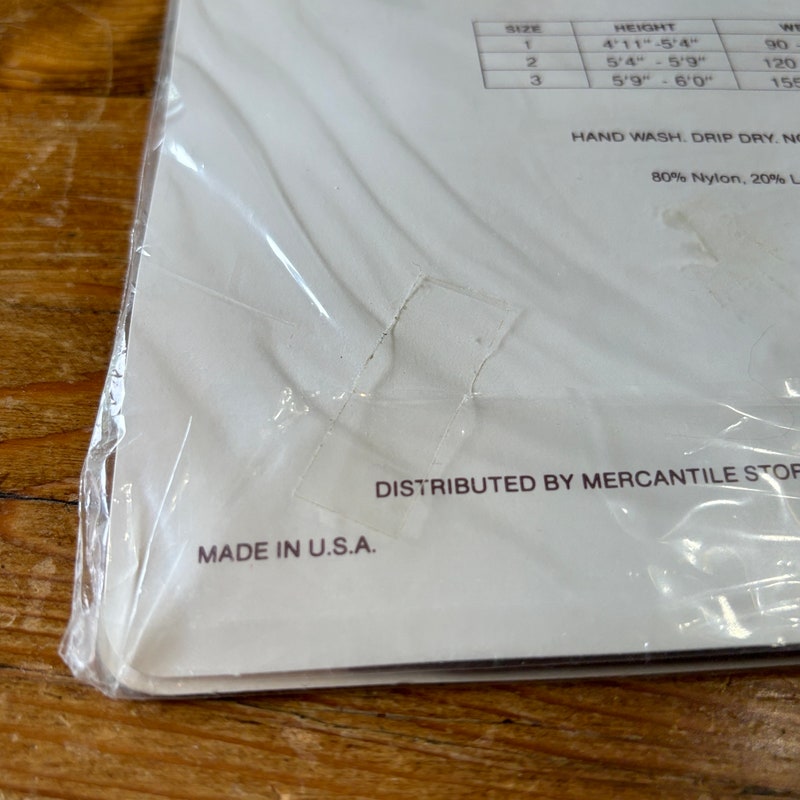 SIZE HEIGHT
1 4'11"-5'4" 90
2 5'4" - 5'9" 120
3 5'9" - 6'0" 155
HAND WASH. DRIP DRY.
80% Nylon, 20%
DISTRIBUTED BY MERCANTILE
MADE IN U.S.A.